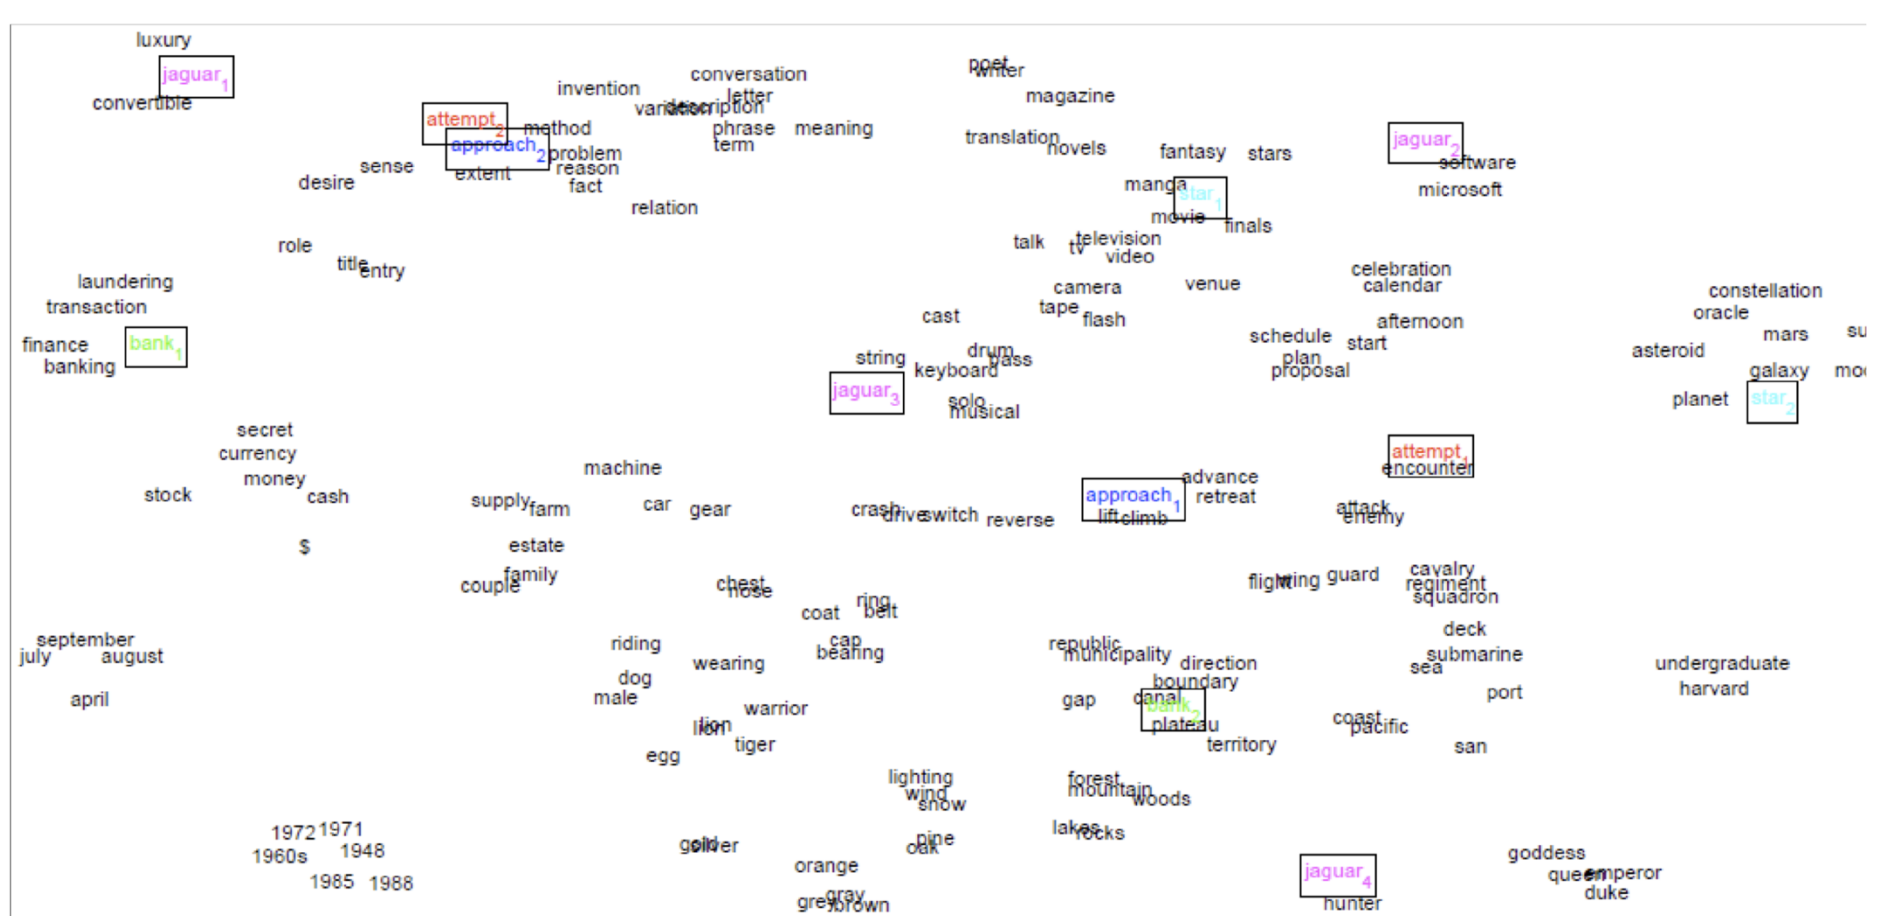 luxury
jaguar1
convertible
attempt2
approach2
method
problem
extent
reason
fact
sense
desire
relation
invention
conversation
letter
variation
description
phrase
meaning
term
poet
writer
magazine
translation
novels
fantasy
stars
manga
star1
movie
finals
jaguar2
software
microsoft
role
title
entry
talk
tv
television
video
camera
venue
tape
flash
celebration
calendar
afternoon
schedule
start
plan
proposal
constellation
oracle
mars
su
asteroid
galaxy
moo
planet
star2
laundering
transaction
finance
bank1
banking
cast
string
drum
bass
keyboard
jaguar3
solo
musical
secret
currency
money
stock
cash
$
machine
supply
farm
car
gear
crash
drive
switch
reverse
estate
family
couple
attempt1
encounter
advance
approach1
retreat
lift
climb
attack
enemy
flight
wing
guard
cavalry
regiment
squadron
deck
submarine
sea
port
undergraduate
harvard
chest
nose
ring
coat
belt
cap
bearing
september
july
august
april
riding
wearing
dog
male
warrior
lion
lion
tiger
egg
republic
municipality
direction
boundary
gap
canal
bank2
plateau
territory
coast
pacific
san
lighting
wind
snow
forest
mountain
woods
lakes
rocks
pine
oak
1972
1971
1960s
1948
1985
1988
gold
silver
orange
gray
grey
brown
jaguar4
hunter
goddess
queen
emperor
duke